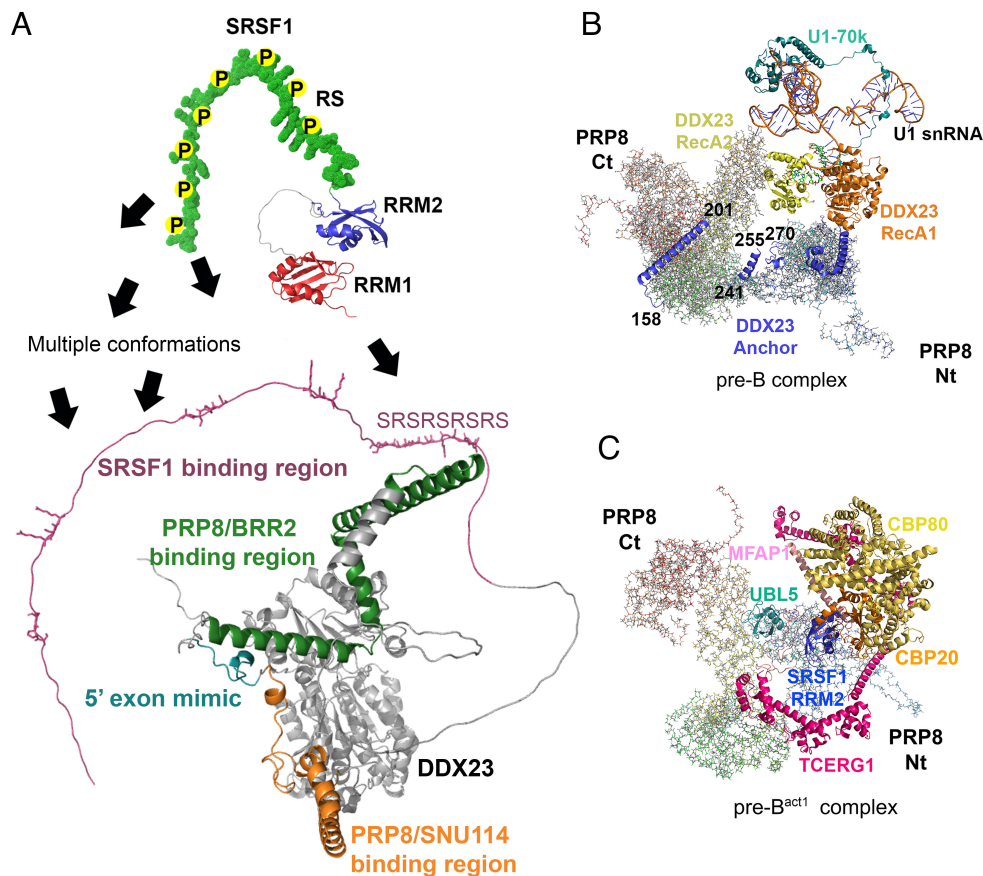 A
SRSF1
P
P
P
P
P
P
P
P
RS
RRM2
RRM1
Multiple conformations
SRSRSRSRS
SRSF1 binding region
PRP8/BRR2
binding region
5' exon mimic
DDX23
PRP8/SNU114
binding region
B
U1-70k
U1 snRNA
DDX23
RecA2
PRP8
Ct
DDX23
RecA1
201
255
270
241
158
DDX23
Anchor
PRP8
Nt
pre-B complex
C
PRP8
Ct
CBP80
MFAP1
UBL5
CBP20
SRSF1
RRM2
PRP8
Nt
TCERG1
pre-Bact1 complex